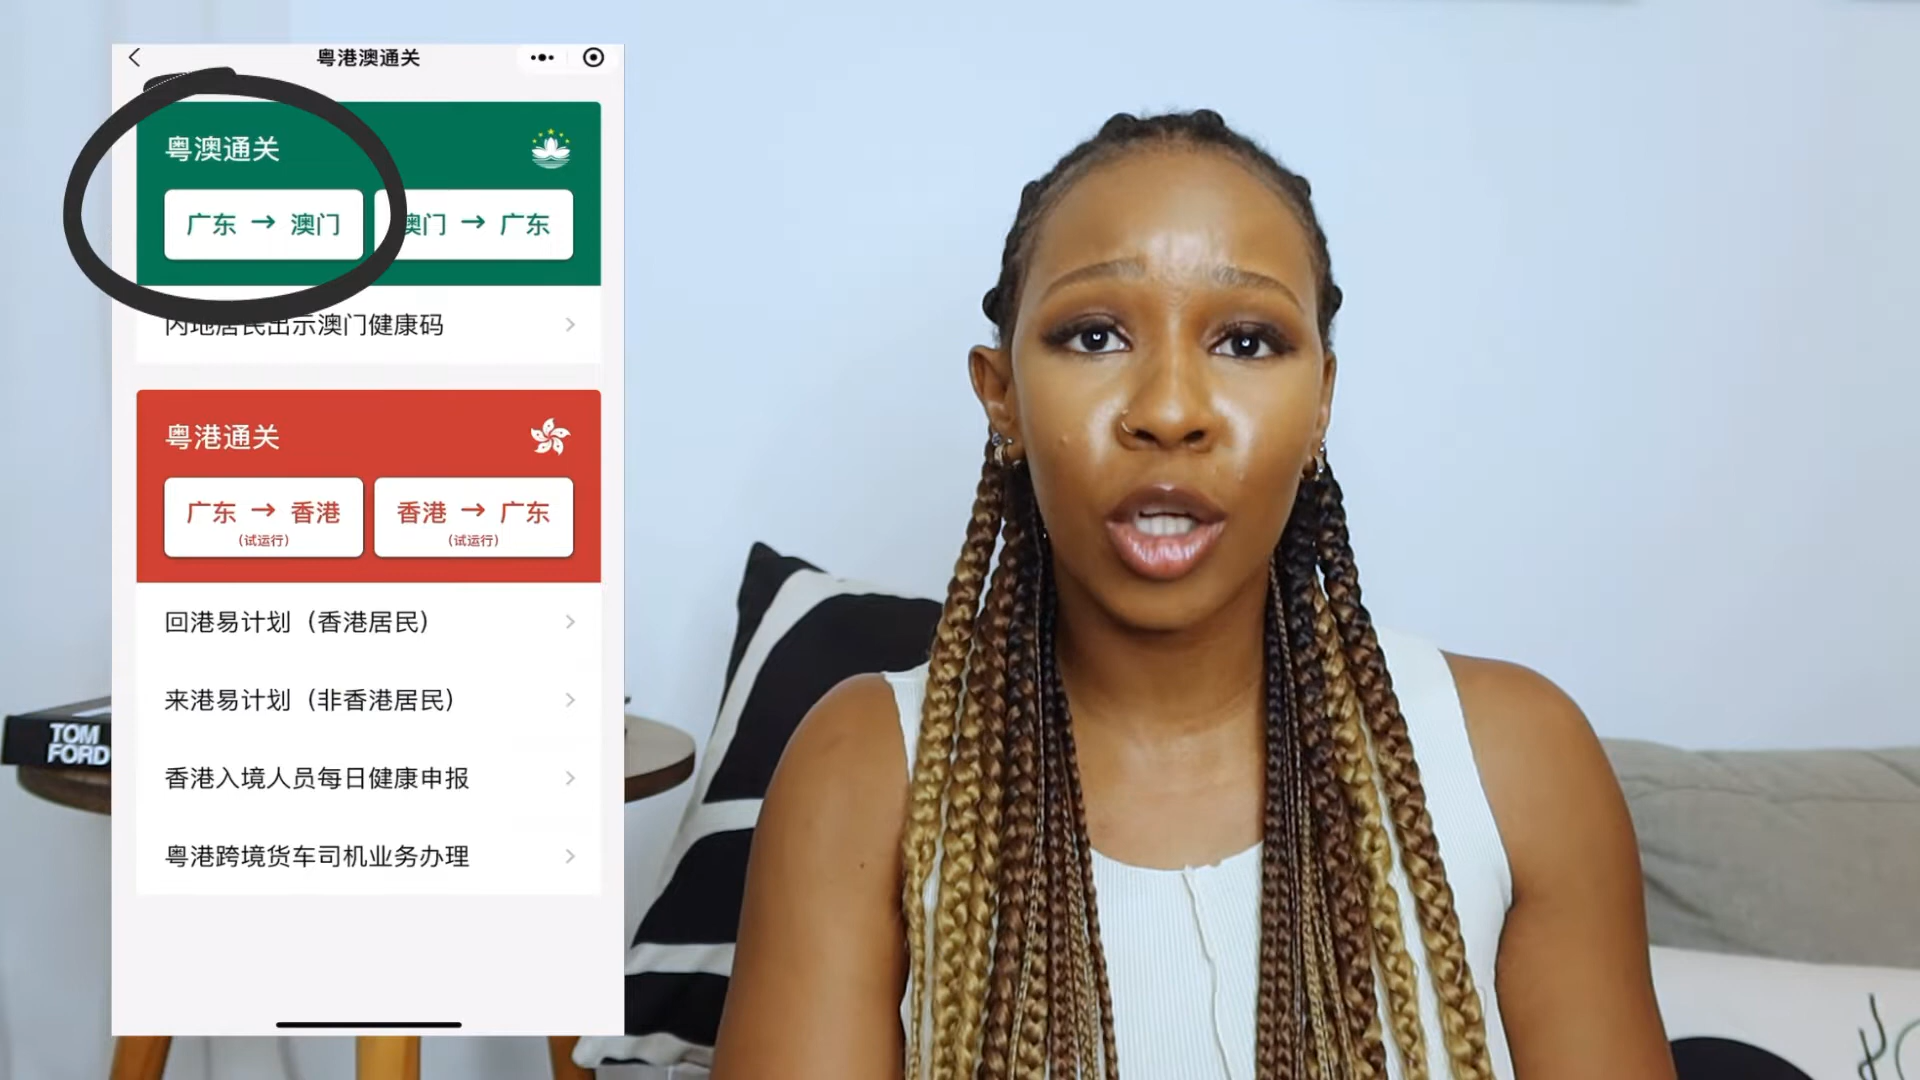 粤港澳通关
粤澳通关
广东 → 澳门
澳门 → 广东
内地居民出示澳门健康码
粤港通关
广东 → 香港
(试运行)
香港 → 广东
(试运行)
回港易计划（香港居民）
来港易计划（非香港居民）
香港入境人员每日健康申报
粤港跨境货车司机业务办理
TOM
FORD